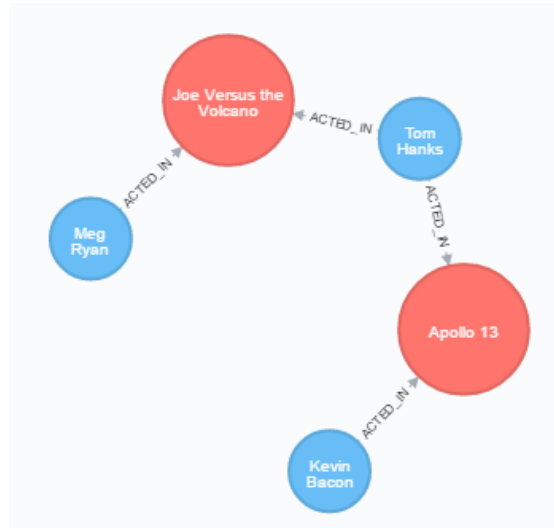 Joe Versus the
Volcano
ACTED_IN
Tom
Hanks
ACTED_IN
Meg
Ryan
ACTED_IN
Apollo 13
ACTED_IN
Kevin
Bacon